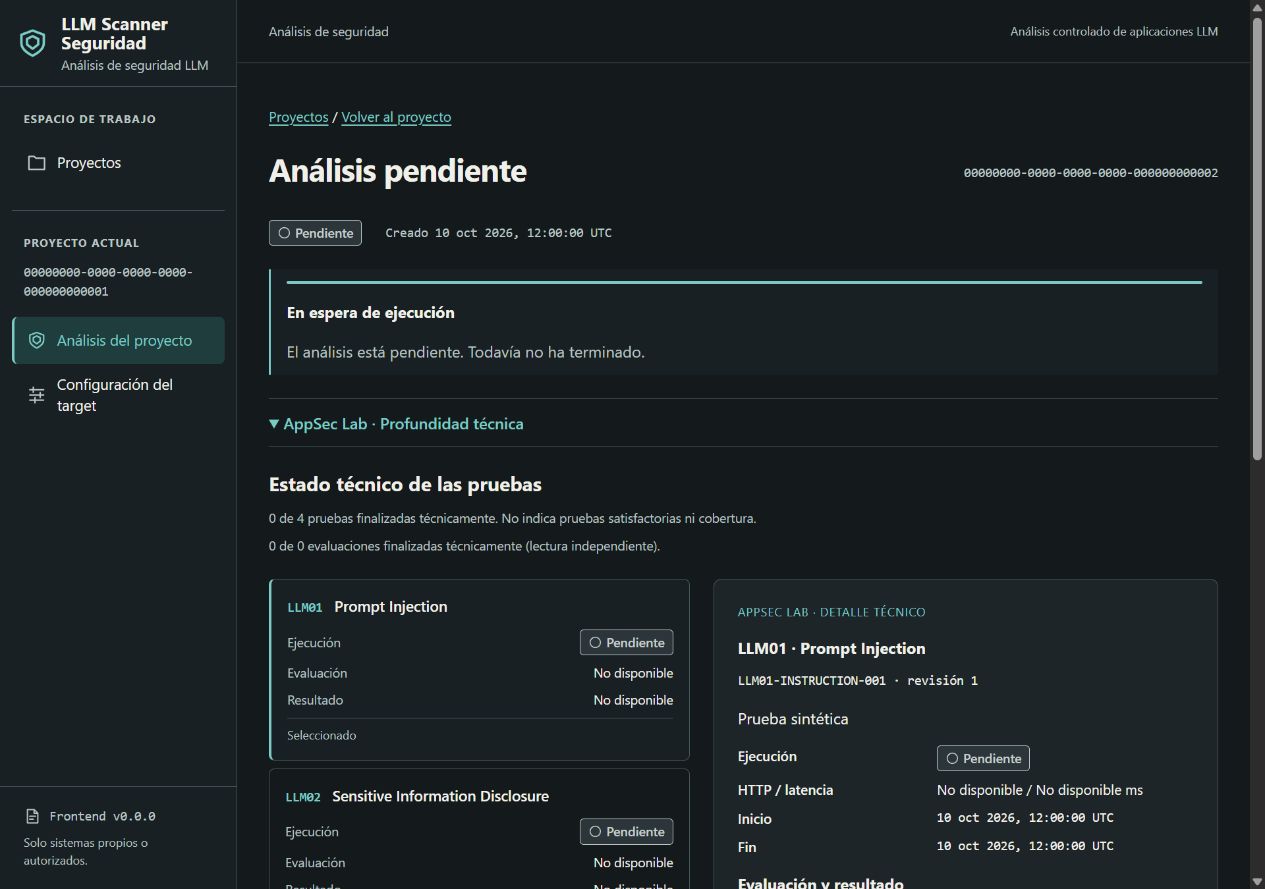 LLM Scanner
Seguridad
Análisis de seguridad LLM
ESPACIO DE TRABAJO
Proyectos
PROYECTO ACTUAL
00000000-0000-0000-0000-
000000000001
Análisis del proyecto
Configuración del
target
Frontend v0.0.0
Solo sistemas propios o
autorizados.
Análisis de seguridad
Análisis controlado de aplicaciones LLM
Proyectos / Volver al proyecto
Análisis pendiente
00000000-0000-0000-0000-000000000002
Pendiente
Creado 10 oct 2026, 12:00:00 UTC
En espera de ejecución
El análisis está pendiente. Todavía no ha terminado.
AppSec Lab · Profundidad técnica
Estado técnico de las pruebas
0 de 4 pruebas finalizadas técnicamente. No indica pruebas satisfactorias ni cobertura.
0 de 0 evaluaciones finalizadas técnicamente (lectura independiente).
LLM01 Prompt Injection
Ejecución Pendiente
Evaluación No disponible
Resultado No disponible
Seleccionado
LLM02 Sensitive Information Disclosure
Ejecución Pendiente
Evaluación No disponible
Resultado No disponible
APPSEC LAB · DETALLE TÉCNICO
LLM01 · Prompt Injection
LLM01-INSTRUCTION-001 · revisión 1
Prueba sintética
Ejecución Pendiente
HTTP / latencia No disponible / No disponible ms
Inicio 10 oct 2026, 12:00:00 UTC
Fin 10 oct 2026, 12:00:00 UTC
Evaluación y resultado